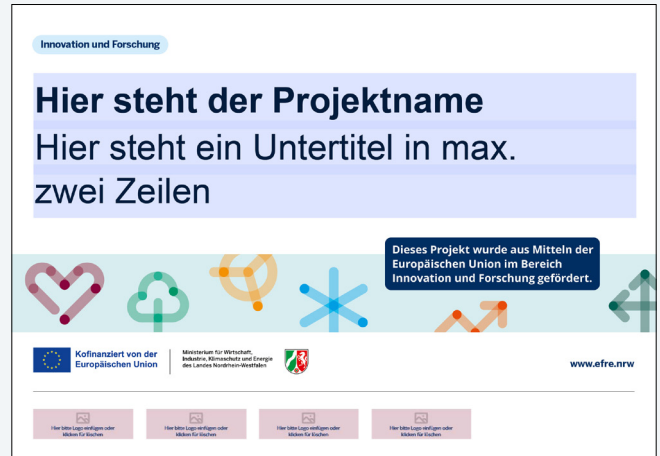 Innovation und Forschung
Hier steht der Projektname
Hier steht ein Untertitel in max.
zwei Zeilen
Dieses Projekt wurde aus Mitteln der
Europäischen Union im Bereich
Innovation und Forschung gefördert.
Kofinanziert von der
Europäischen Union
Ministerium für Wirtschaft,
Industrie, Klimaschutz und Energie
des Landes Nordrhein-Westfalen
www.efre.nrw
Hier bitte Logo einfügen oder
klicken für löschen
Hier bitte Logo einfügen oder
klicken für löschen
Hier bitte Logo einfügen oder
klicken für löschen
Hier bitte Logo einfügen oder
klicken für löschen